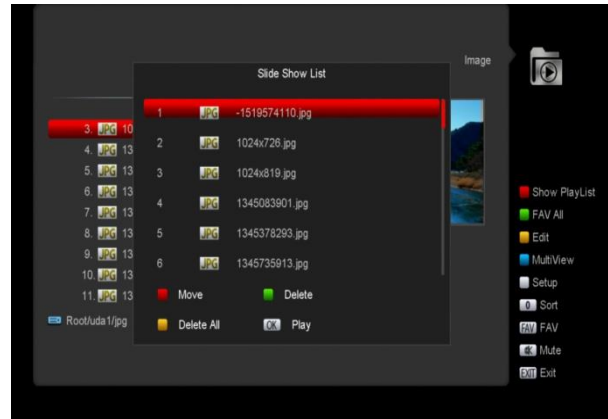 Image
Slide Show List
1 JPG -1519574110.jpg
2 JPG 1024x726.jpg
3 JPG 1024x819.jpg
4 JPG 1345083901.jpg
5 JPG 1345378293.jpg
6 JPG 1345735913.jpg
Move Delete
Delete All OK Play
3. JPG 10
4. JPG 13
5. JPG 13
6. JPG 13
7. JPG 13
8. JPG 13
9. JPG 13
10. JPG 13
11. JPG 13
Root/uda1/jpg
Show PlayList
FAV All
Edit
MultiView
Setup
0 Sort
FAV FAV
Mute
EXIT Exit